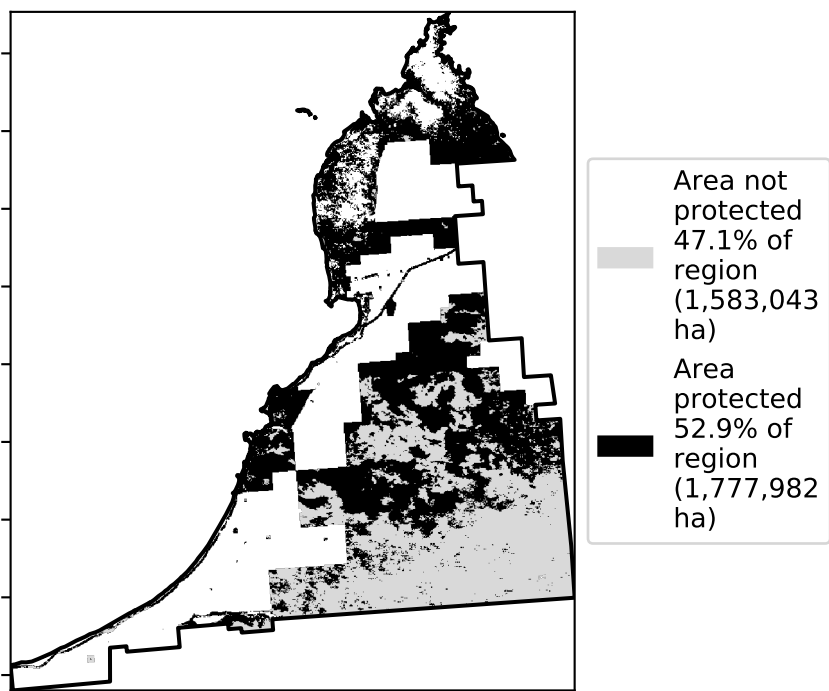 Area not
protected
47.1% of
region
(1,583,043
ha)
Area
protected
52.9% of
region
(1,777,982
ha)